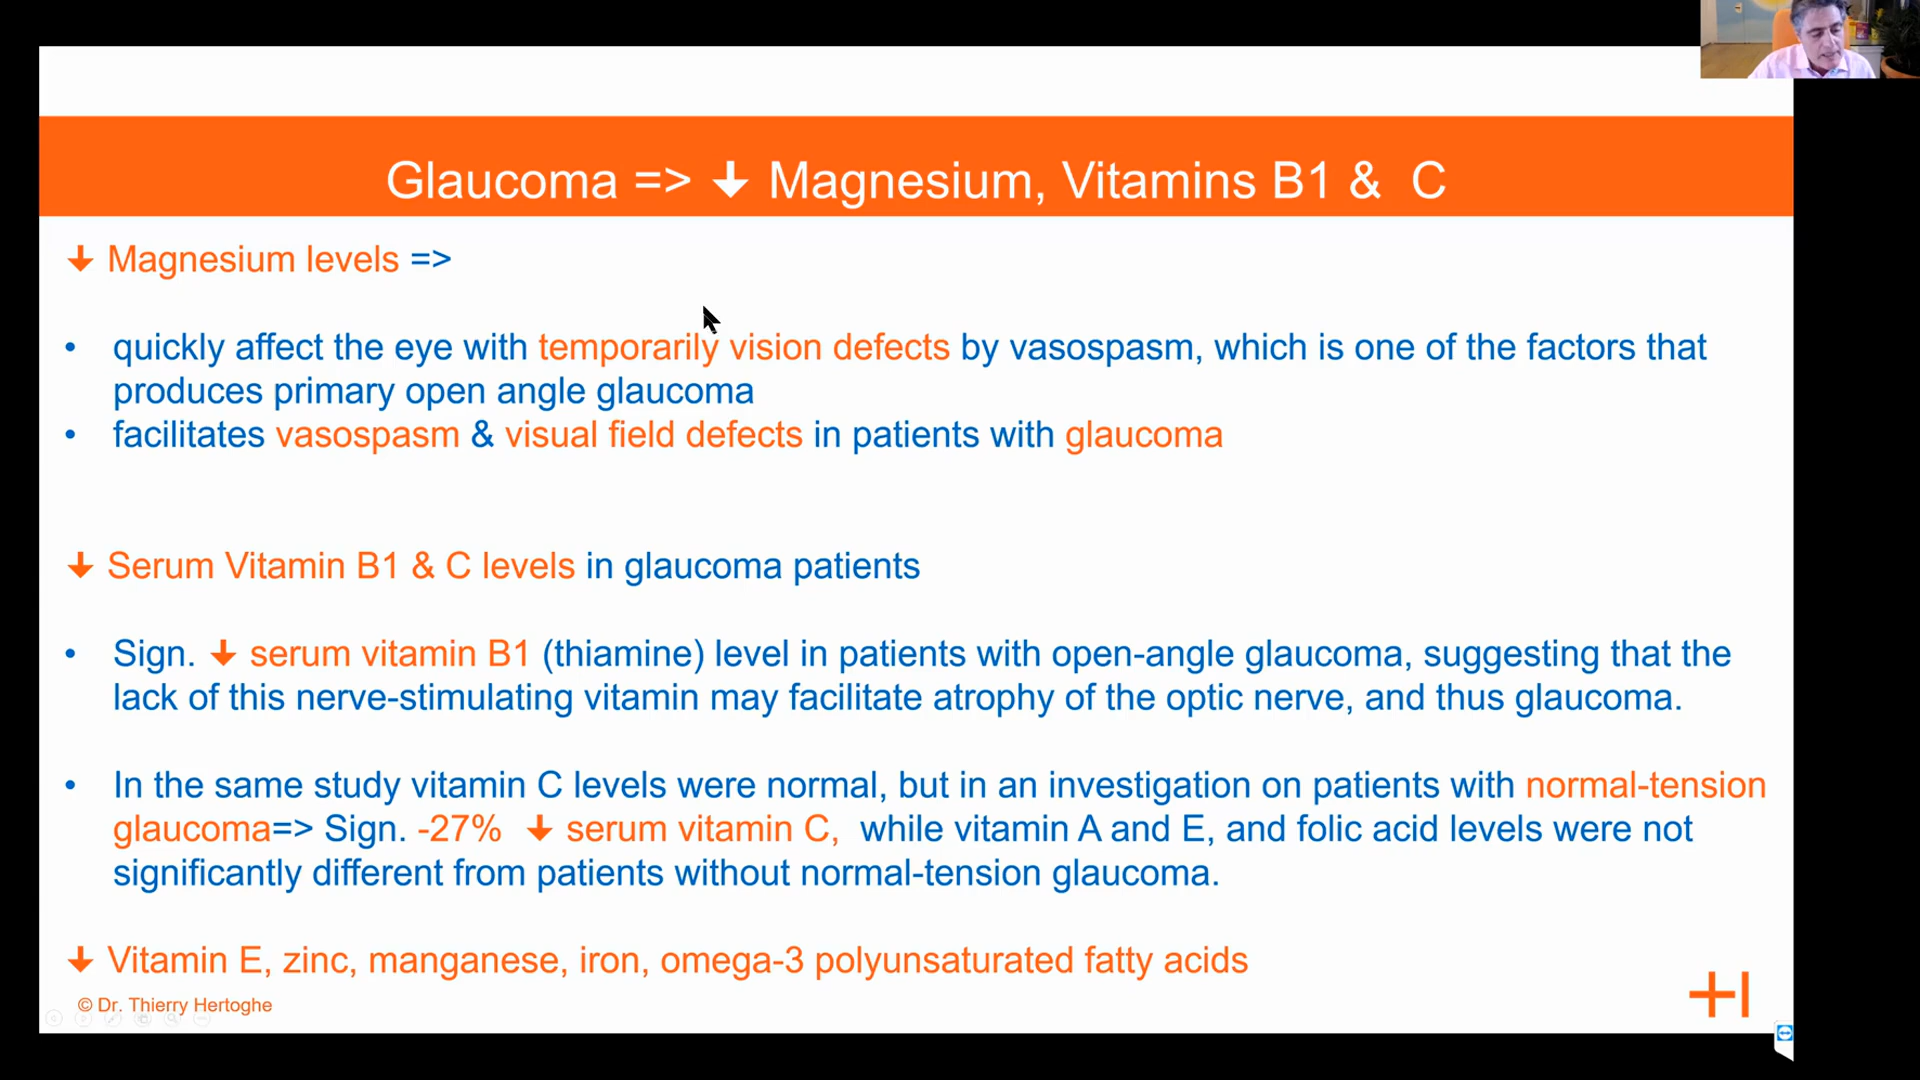 Glaucoma => ↓ Magnesium, Vitamins B1 & C
↓ Magnesium levels =>
• quickly affect the eye with temporarily vision defects by vasospasm, which is one of the factors that
produces primary open angle glaucoma
• facilitates vasospasm & visual field defects in patients with glaucoma
↓ Serum Vitamin B1 & C levels in glaucoma patients
• Sign. ↓ serum vitamin B1 (thiamine) level in patients with open-angle glaucoma, suggesting that the
lack of this nerve-stimulating vitamin may facilitate atrophy of the optic nerve, and thus glaucoma.
• In the same study vitamin C levels were normal, but in an investigation on patients with normal-tension
glaucoma=> Sign. -27% ↓ serum vitamin C, while vitamin A and E, and folic acid levels were not
significantly different from patients without normal-tension glaucoma.
↓ Vitamin E, zinc, manganese, iron, omega-3 polyunsaturated fatty acids
© Dr. Thierry Hertoghe